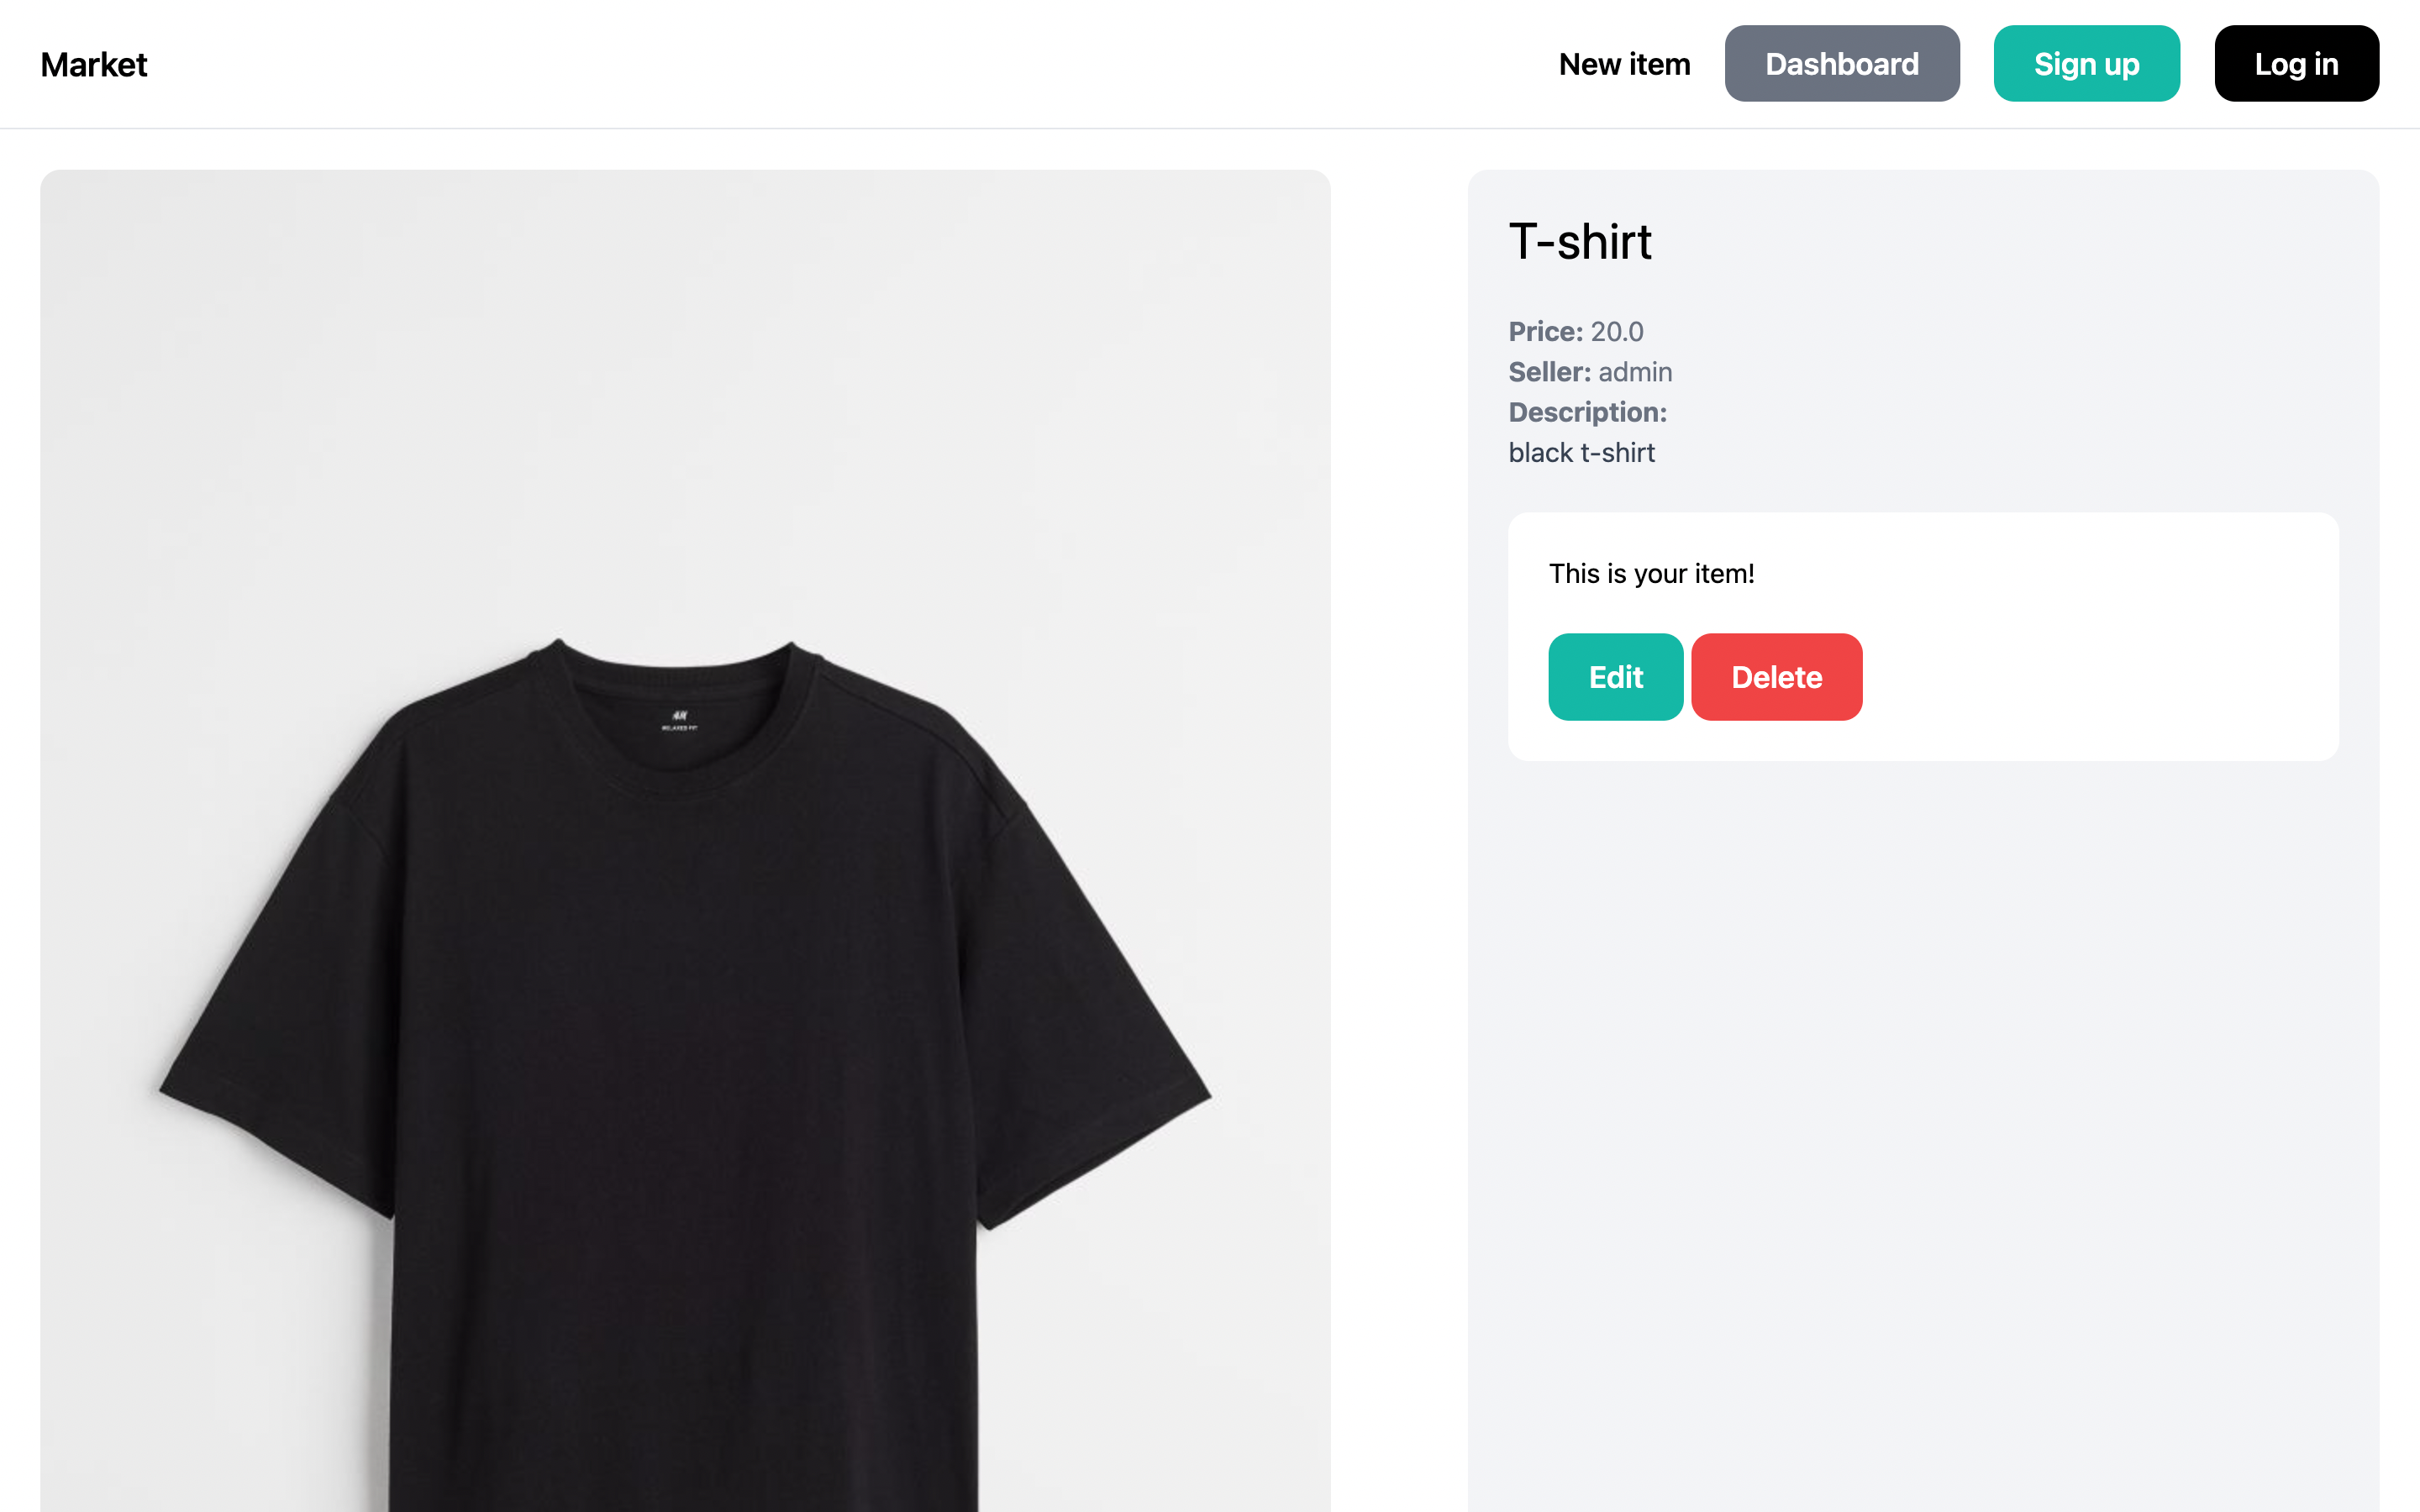 Market
New item
Dashboard
Sign up
Log in
T-shirt
Price: 20.0
Seller: admin
Description:
black t-shirt
This is your item!
Edit
Delete
RELAXED FIT